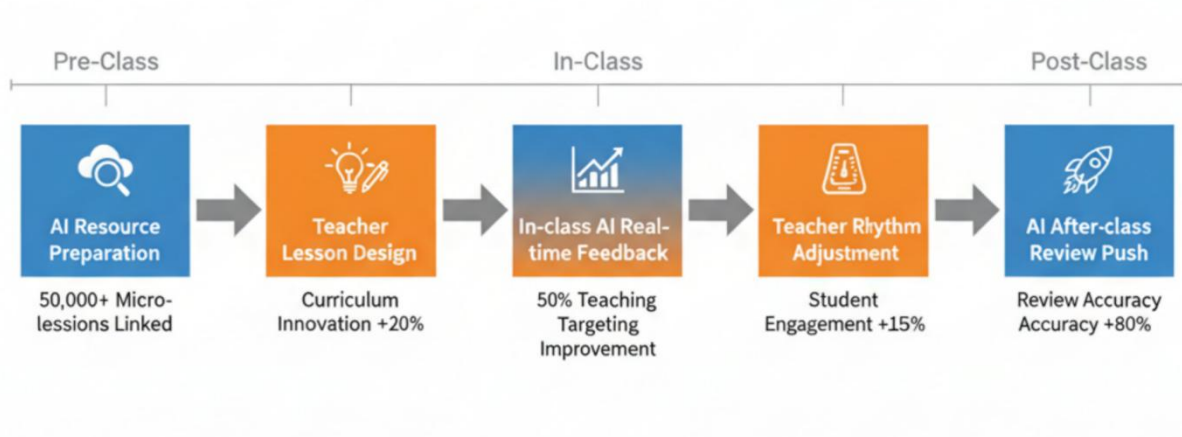 Pre-Class
In-Class
Post-Class
AI Resource
Preparation
Teacher
Lesson Design
In-class AI Real-
time Feedback
Teacher Rhythm
Adjustment
AI After-class
Review Push
50,000+ Micro-
lessions Linked
Curriculum
Innovation +20%
50% Teaching
Targeting
Improvement
Student
Engagement +15%
Review Accuracy
Accuracy +80%